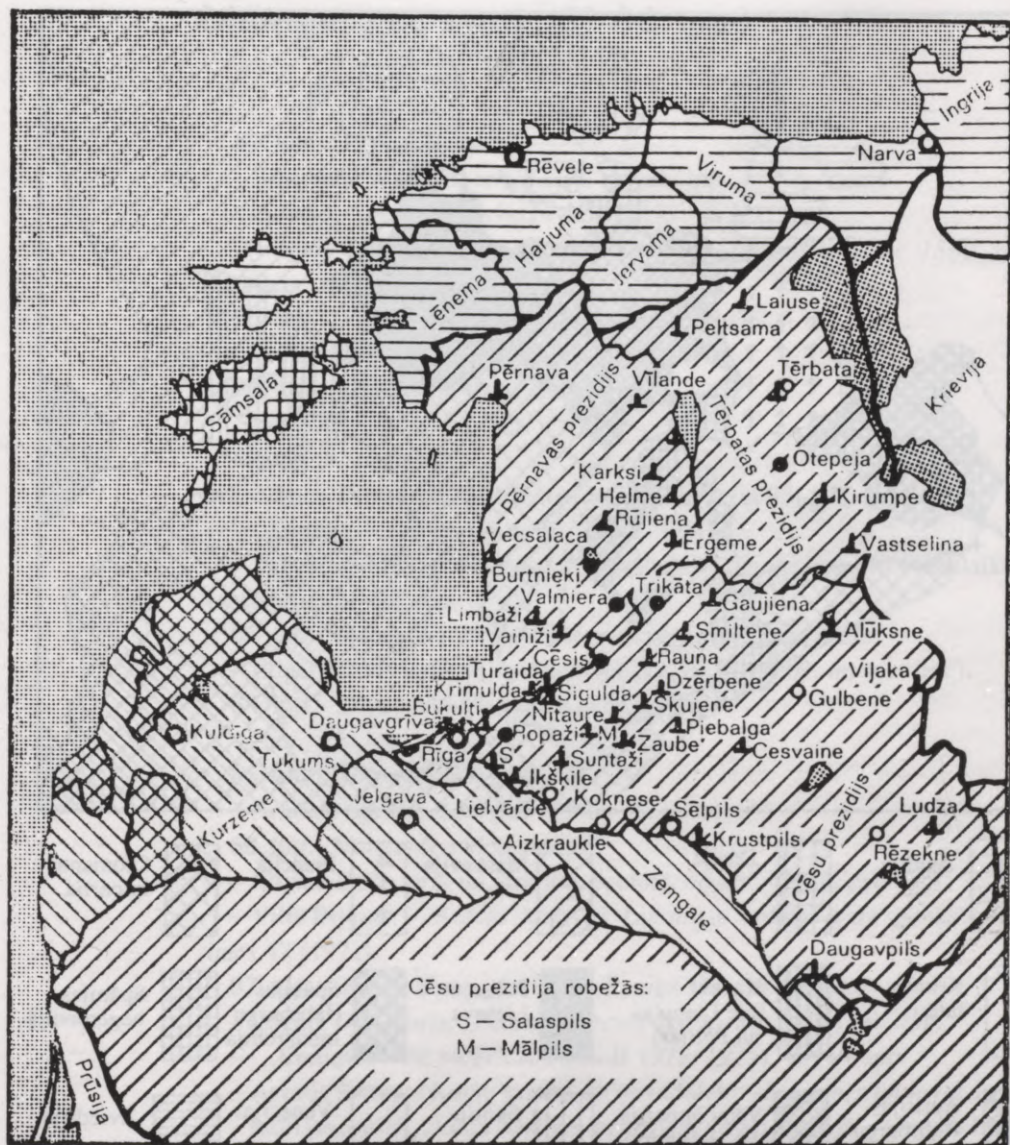 Ingrija
Narva
Rēvele
Viruma
Harjuma
Jervama
Lēnema
Laiuse
Peltsama
Pērnava
Vīlande
Tērbata
Krievija
Sāmsala
Pērnavas prezidijs
Tērbatas prezidijs
Otepeja
Karksi
Helme
Kirumpe
Rūjiena
Vecsalaca
Ērģeme
Vastselina
Burtnieki
Valmiera
Trikāta
Gaujiena
Limbaži
Vainiži
Smiltene
Alūksne
Cēsis
Rauna
Turaida
Viļaka
Krimulda
Sigulda
Dzērbene
Gulbene
Bukulti
Skujene
Daugavgrīva
Nītaure
Kuldīga
Ropaži
M
Piebalga
Rīga
Zaube
Cesvaine
Tukums
S
Suntaži
Ikšķile
Kurzeme
Jelgava
Lielvārde
Koknese
Sēlpils
Ludza
Aizkraukle
Krustpils
Rēzekne
Cēsu prezidijs
Zemgale
Daugavpils
Cēsu prezidija robežās:
S — Salaspils
M — Mālpils
Prūsija